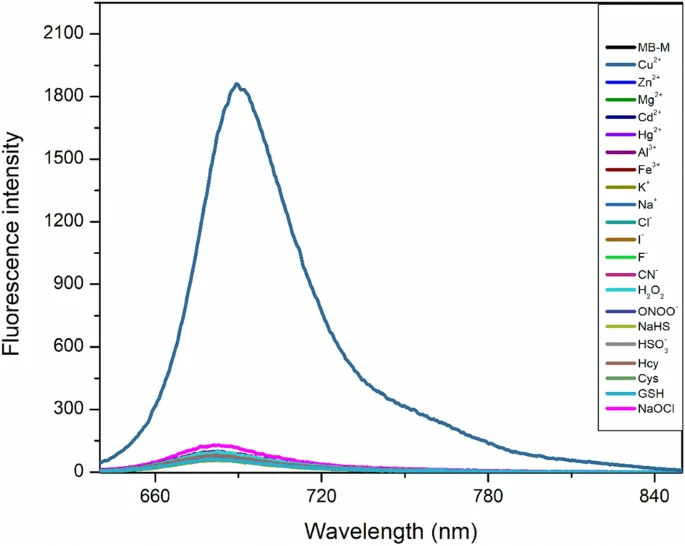 2100
1800
1500
1200
900
600
300
0
Fluorescence intensity
660 720 780 840
Wavelength (nm)
MB-M
Cu²⁺
Zn²⁺
Mg²⁺
Cd²⁺
Hg²⁺
Al³⁺
Fe³⁺
K⁺
Na⁺
Cl⁻
I⁻
F⁻
CN⁻
H₂O₂
ONOO⁻
NaHS
HSO₃⁻
Hcy
Cys
GSH
NaOCl